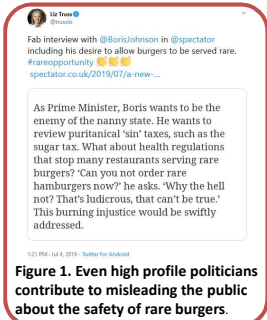 Liz Truss
@trussliz
Fab interview with @BorisJohnson in @spectator
including his desire to allow burgers to be served rare.
#rareopportunity 👏👏👏
spectator.co.uk/2019/07/a-new-...
As Prime Minister, Boris wants to be the
enemy of the nanny state. He wants to
review puritanical ‘sin’ taxes, such as the
sugar tax. What about health regulations
that stop many restaurants serving rare
burgers? ‘Can you not order rare
hamburgers now?’ he asks. ‘Why the hell
not? That’s ludicrous, that can’t be true.’
This burning injustice would be swiftly
addressed.
1:21 PM · Jul 4, 2019 · Twitter for Android
Figure 1. Even high profile politicians
contribute to misleading the public
about the safety of rare burgers.